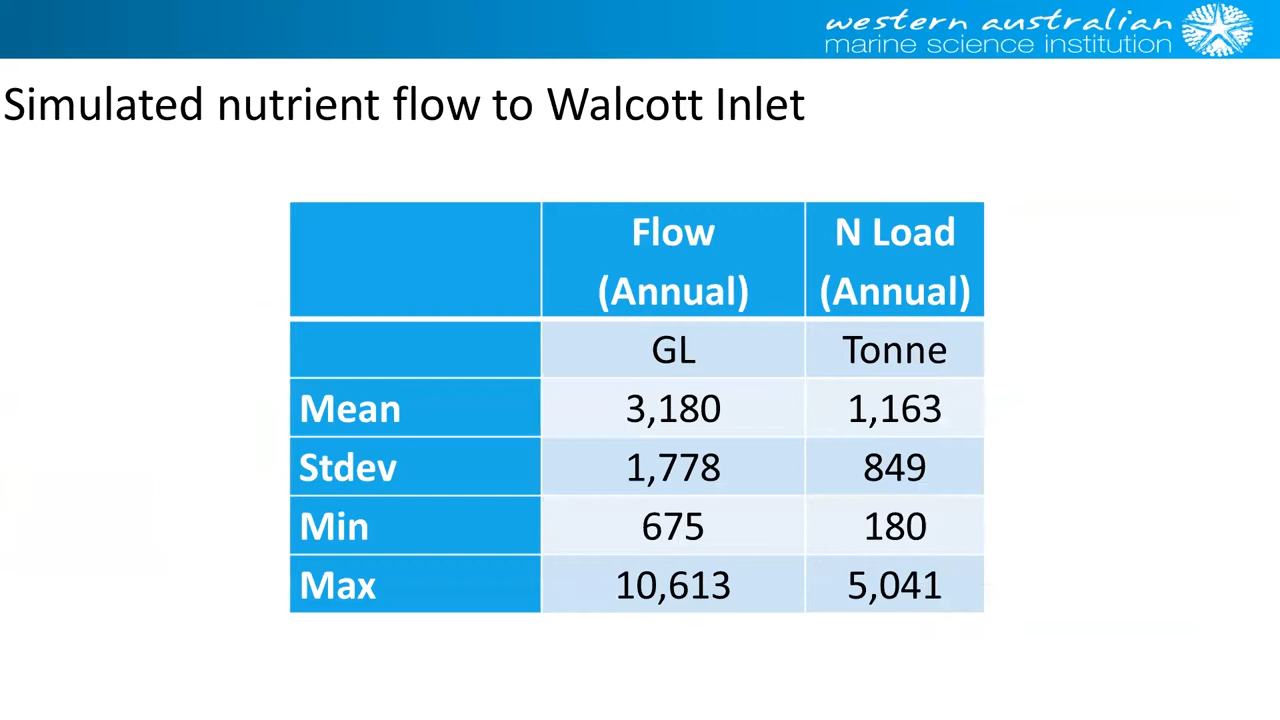 western australian
marine science institution
Simulated nutrient flow to Walcott Inlet
Flow (Annual) N Load (Annual)
GL Tonne
Mean 3,180 1,163
Stdev 1,778 849
Min 675 180
Max 10,613 5,041